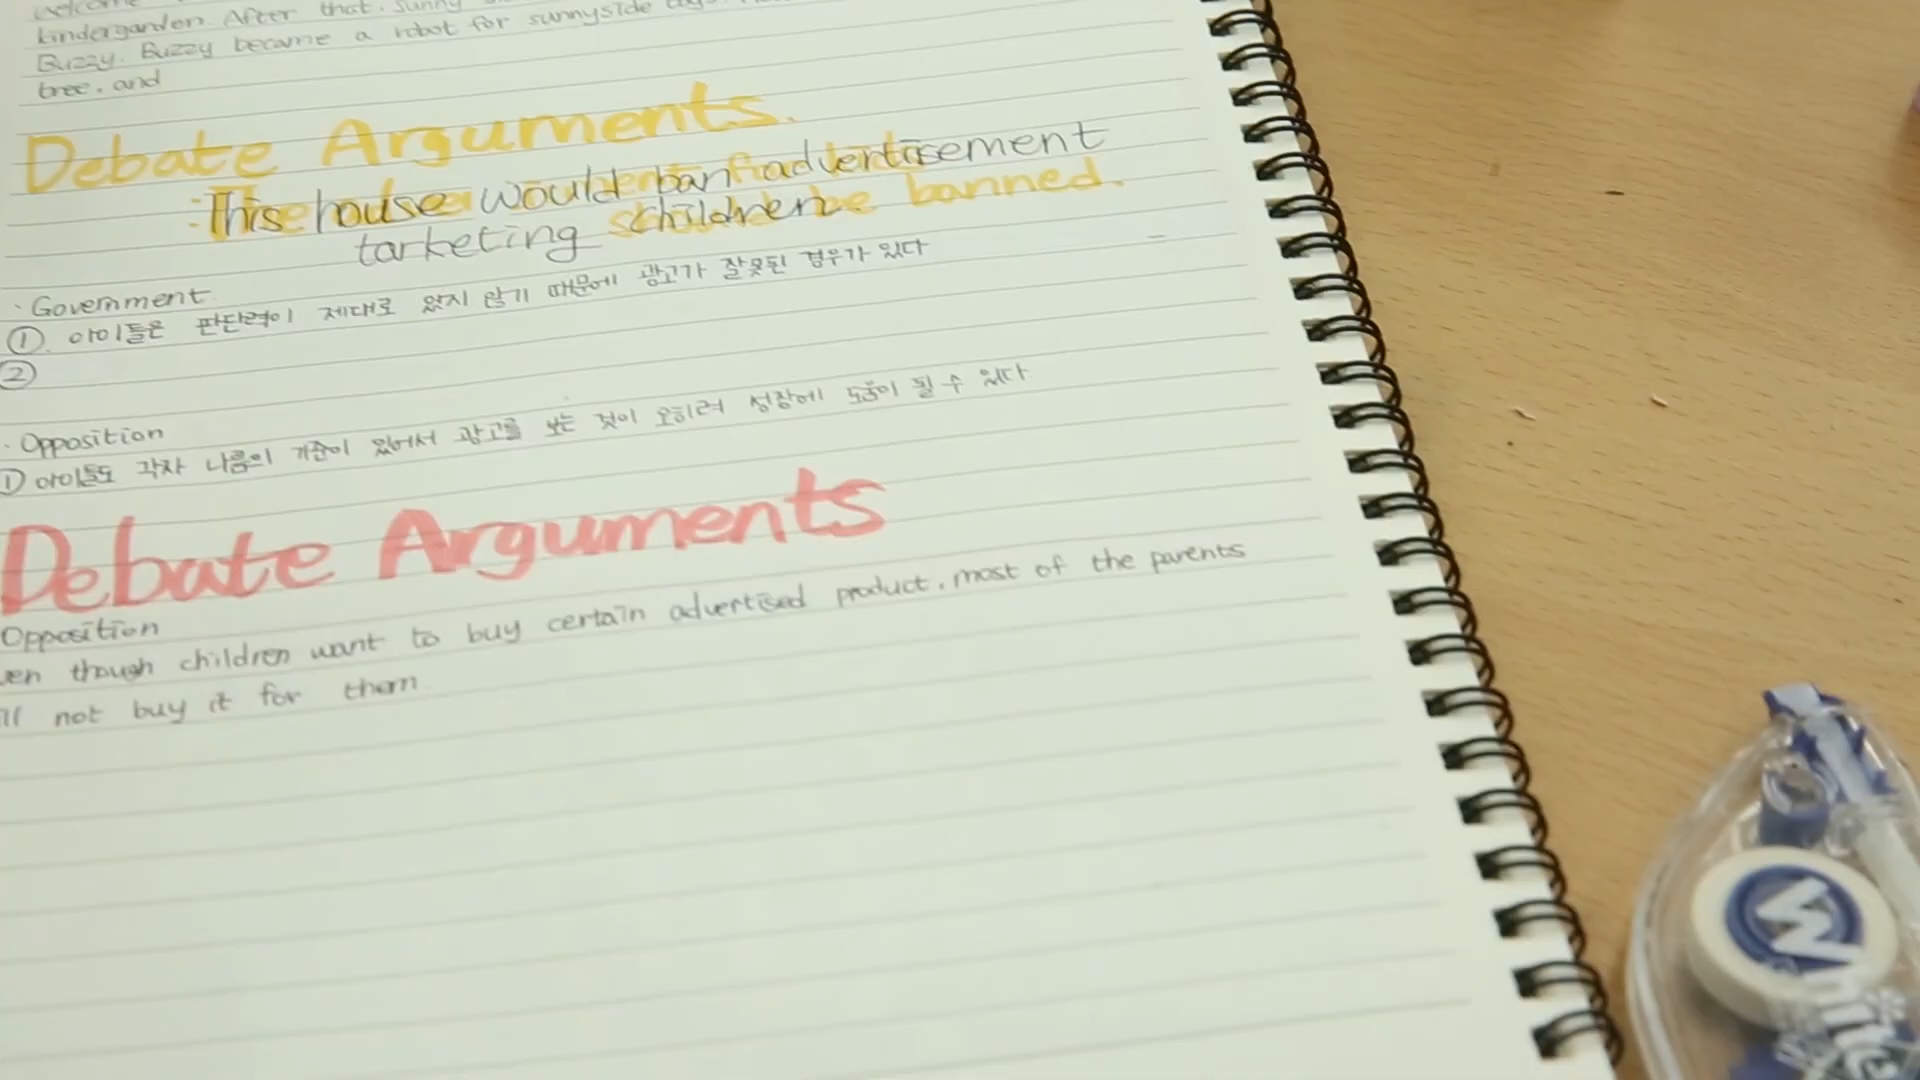 welcome
kindergarden. After that, sunny
Buzzy. Buzzy became a robot for sunnyside
tree, and
Debate Arguments.
This house would ban advertisement
banned.
tarketing children.
· Government
① 아이들은 판단력이 제대로 있지 않기 때문에 광고가 잘못된 경우가 있다
②
· Opposition
① 아이들도 각자 나름의 기준이 있어서 광고를 보는 것이 오히려 성장에 도움이 될 수 있다
Debate Arguments
Opposition
en though children want to buy certain advertised product, most of the parents
ll not buy it for them
White